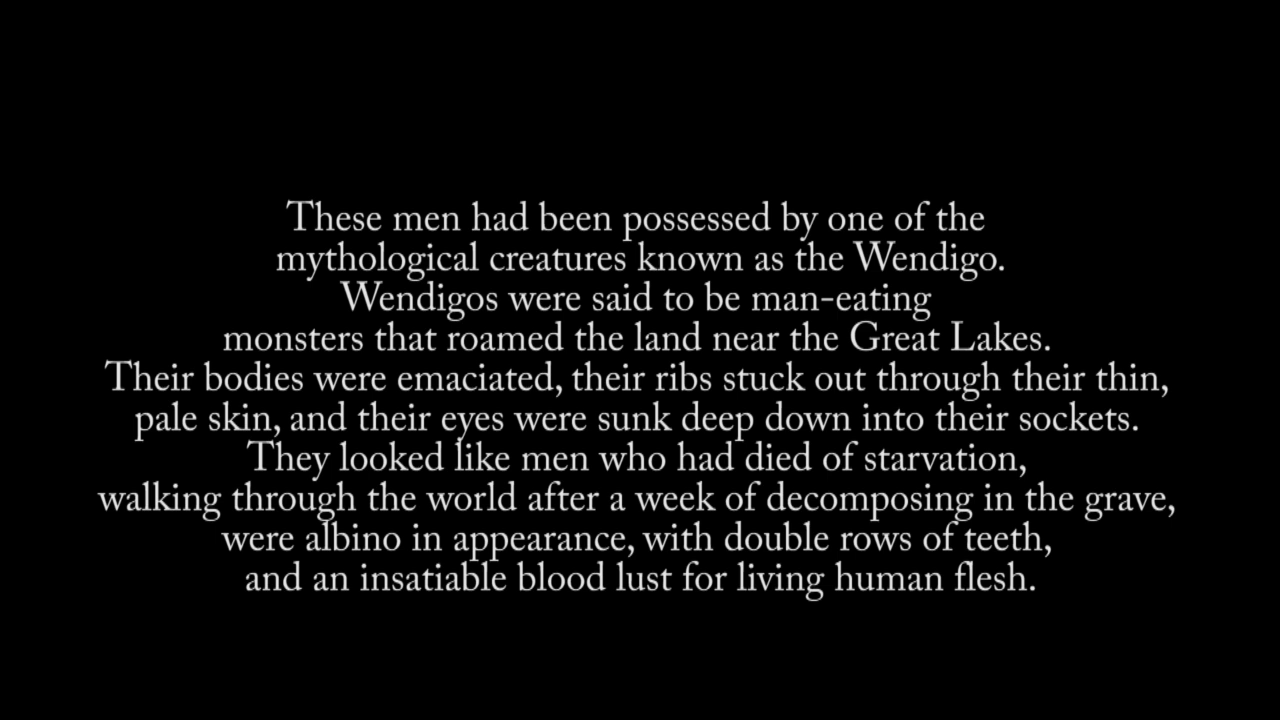 These men had been possessed by one of the
mythological creatures known as the Wendigo.
Wendigos were said to be man-eating
monsters that roamed the land near the Great Lakes.
Their bodies were emaciated, their ribs stuck out through their thin,
pale skin, and their eyes were sunk deep down into their sockets.
They looked like men who had died of starvation,
walking through the world after a week of decomposing in the grave,
were albino in appearance, with double rows of teeth,
and an insatiable blood lust for living human flesh.